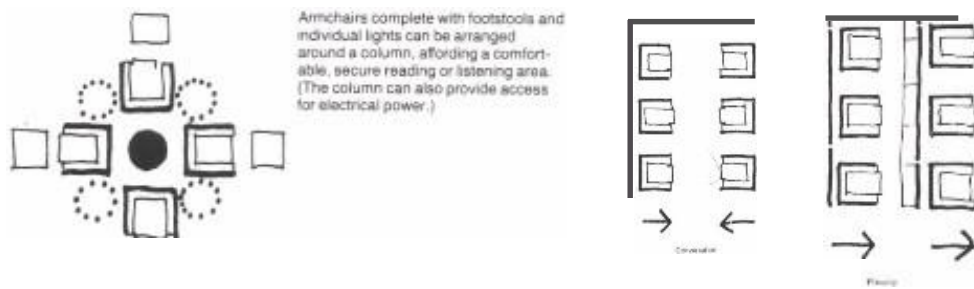 Armchairs complete with footstools and
individual lights can be arranged
around a column, affording a comfort-
able, secure reading or listening area.
(The column can also provide access
for electrical power.)